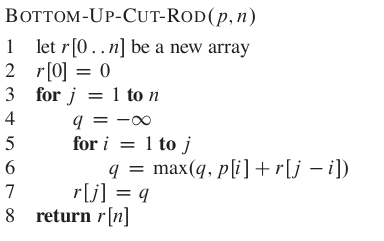 BOTTOM-UP-CUT-ROD(p, n)
1 let r[0 . . n] be a new array
2 r[0] = 0
3 for j = 1 to n
4 q = −∞
5 for i = 1 to j
6 q = max(q, p[i] + r[j − i])
7 r[j] = q
8 return r[n]